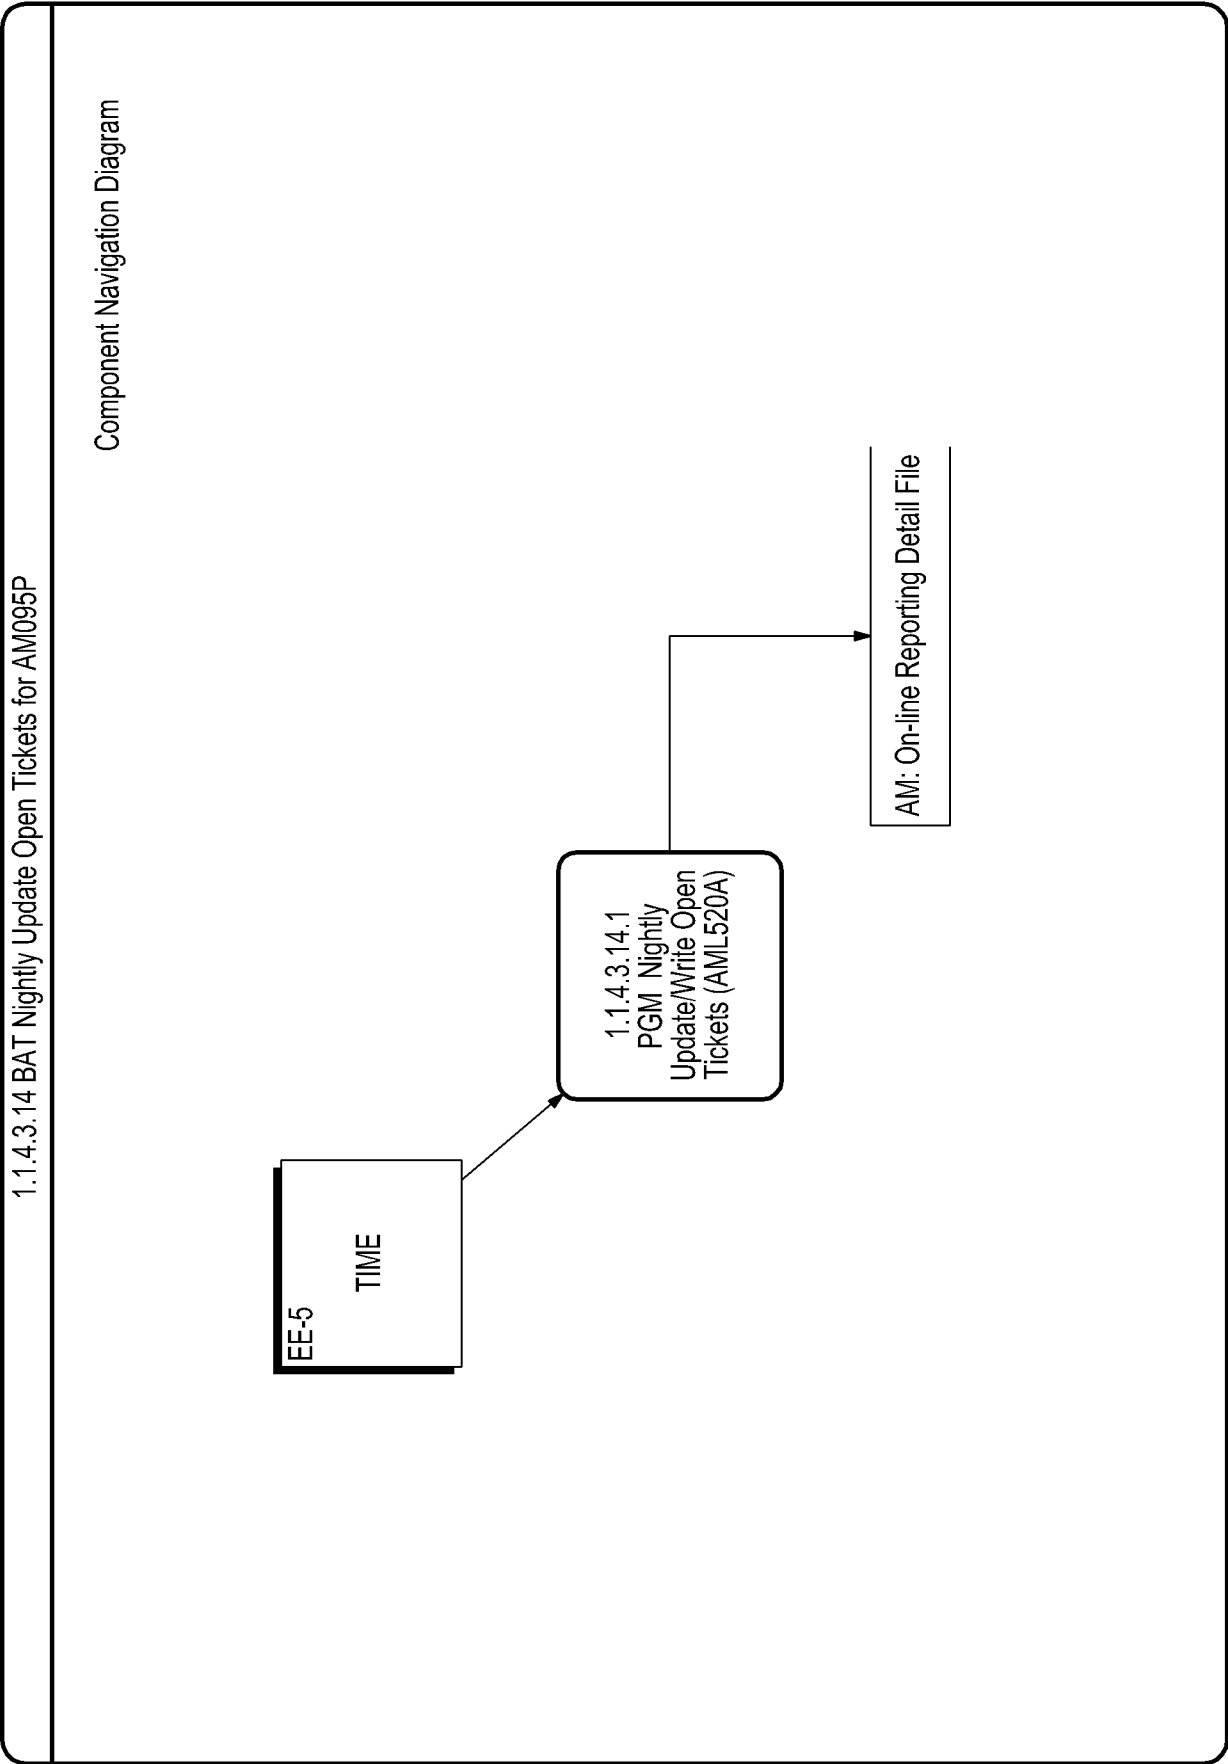 1.1.4.3.14 BAT Nightly Update Open Tickets for AM095P
Component Navigation Diagram
EE-5
TIME
1.1.4.3.14.1
PGM Nightly
Update/Write Open
Tickets (AML520A)
AM: On-line Reporting Detail File